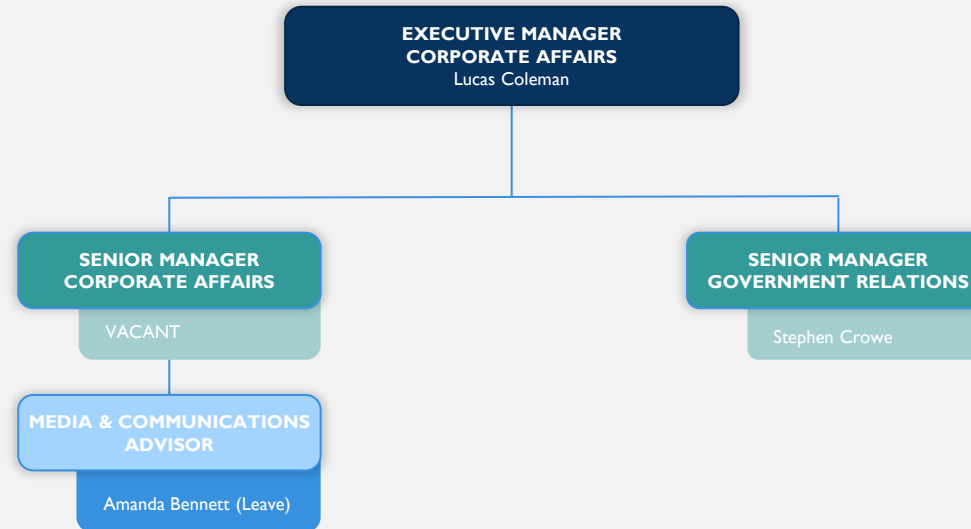 EXECUTIVE MANAGER
CORPORATE AFFAIRS
Lucas Coleman
SENIOR MANAGER
CORPORATE AFFAIRS
VACANT
SENIOR MANAGER
GOVERNMENT RELATIONS
Stephen Crowe
MEDIA & COMMUNICATIONS
ADVISOR
Amanda Bennett (Leave)